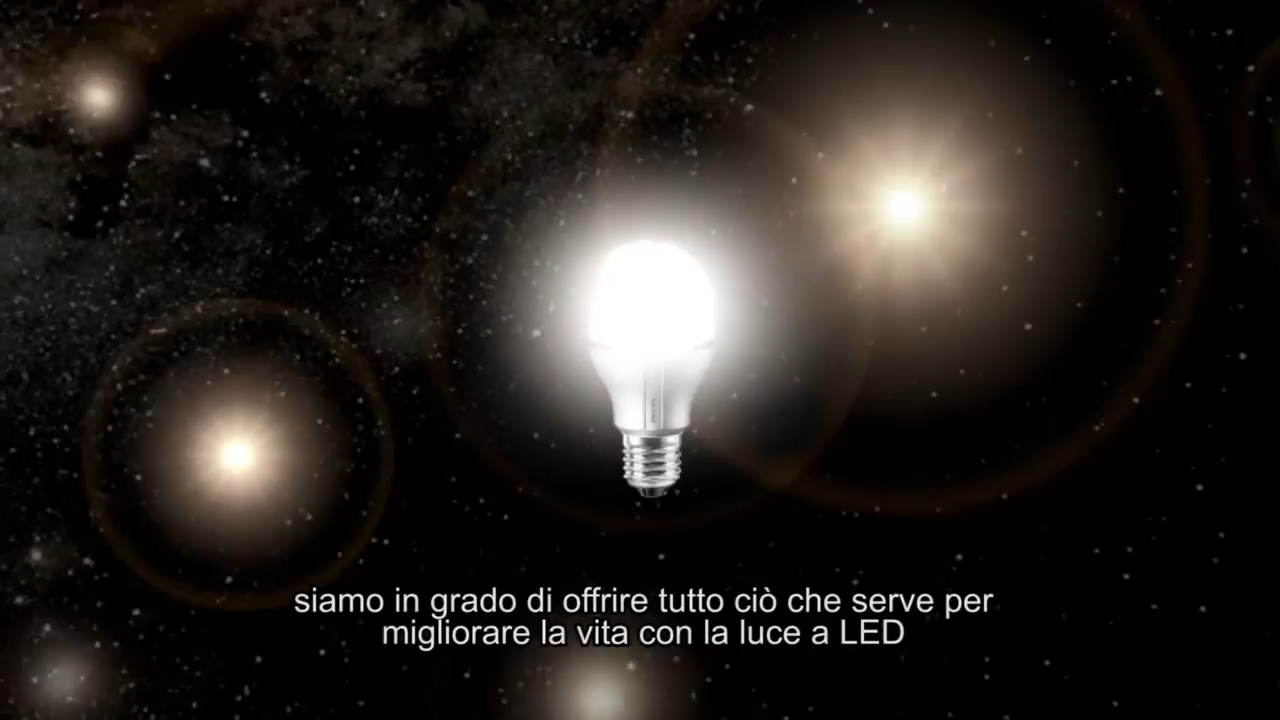 siamo in grado di offrire tutto ciò che serve per
migliorare la vita con la luce a LED